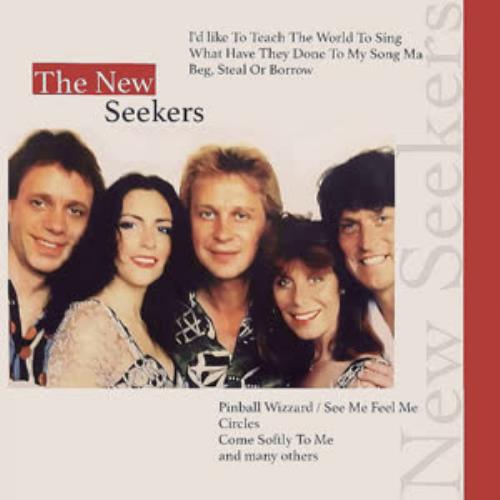 I'd like To Teach The World To Sing
What Have They Done To My Song Ma
Beg, Steal Or Borrow
The New
Seekers
New Seekers
Pinball Wizzard / See Me Feel Me
Circles
Come Softly To Me
and many others